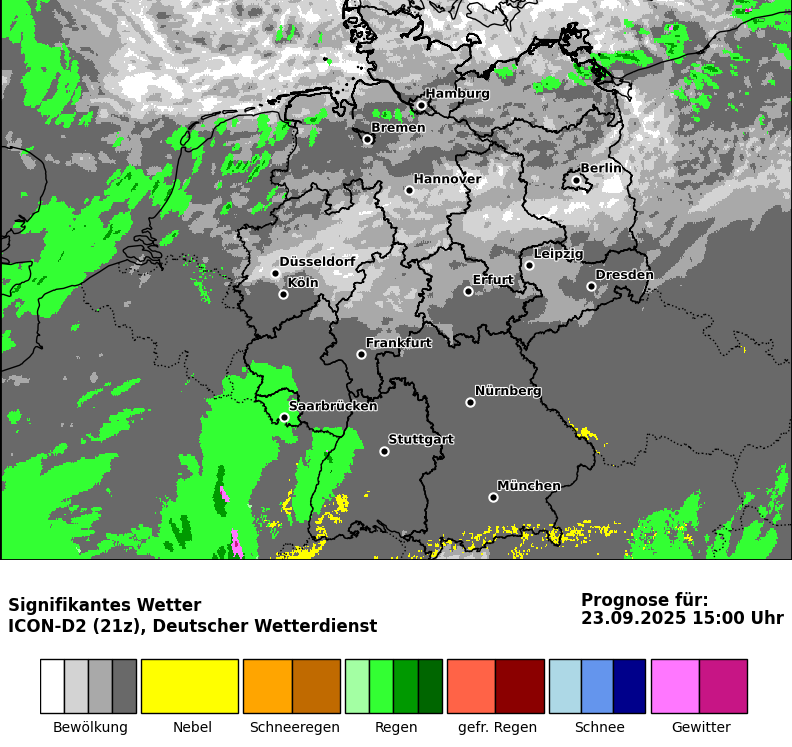 Hamburg
Bremen
Berlin
Hannover
Leipzig
Düsseldorf
Dresden
Erfurt
Köln
Frankfurt
Nürnberg
Saarbrücken
Stuttgart
München
Signifikantes Wetter
ICON-D2 (21z), Deutscher Wetterdienst
Prognose für:
23.09.2025 15:00 Uhr
Bewölkung Nebel Schneeregen Regen gefr. Regen Schnee Gewitter